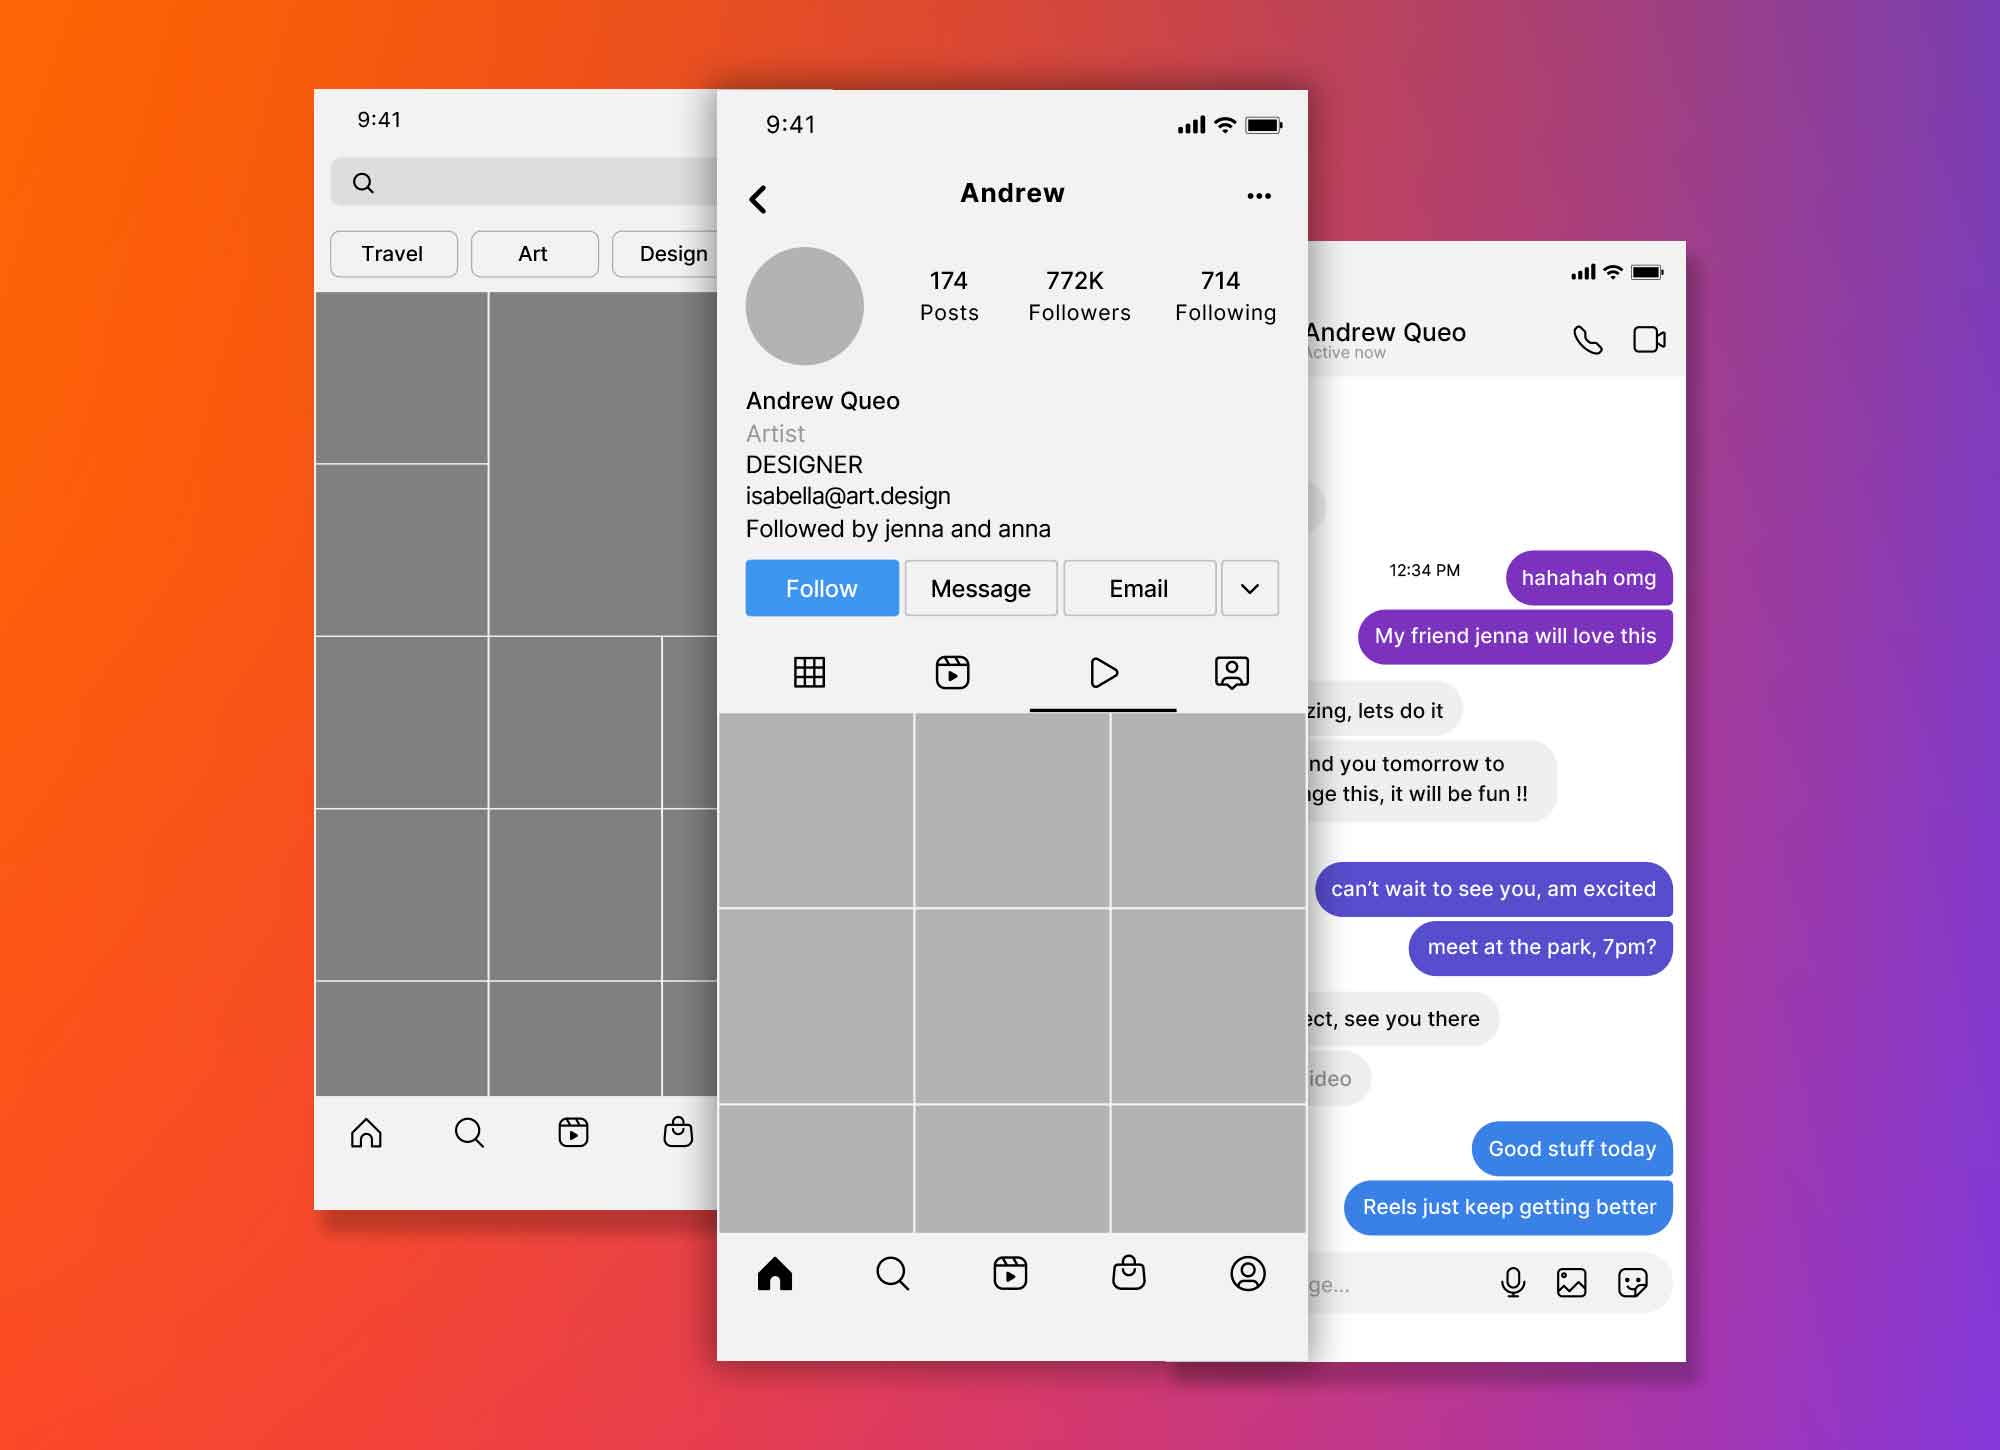 9:41
Travel
Art
Design
9:41
Andrew
174
Posts
772K
Followers
714
Following
Andrew Queo
Artist
DESIGNER
isabella@art.design
Followed by jenna and anna
Follow
Message
Email
Andrew Queo
Active now
12:34 PM
hahahah omg
My friend jenna will love this
zing, lets do it
nd you tomorrow to
ge this, it will be fun !!
can’t wait to see you, am excited
meet at the park, 7pm?
ect, see you there
ideo
Good stuff today
Reels just keep getting better
ge...